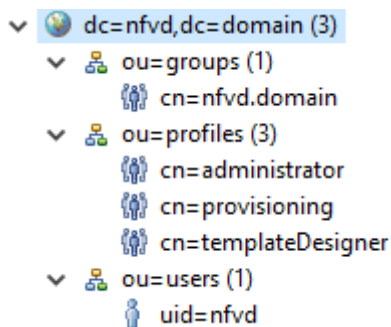 dc=nfvd,dc=domain (3)
ou=groups (1)
cn=nfvd.domain
ou=profiles (3)
cn=administrator
cn=provisioning
cn=templateDesigner
ou=users (1)
uid=nfvd